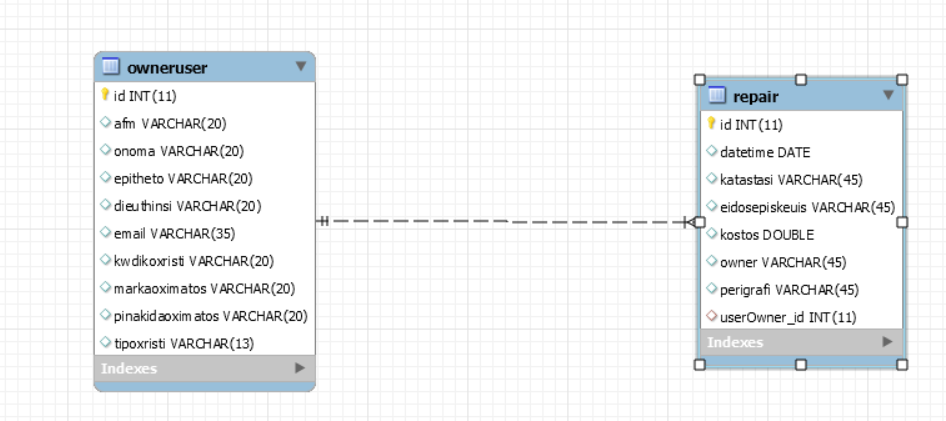 owneruser
id INT(11)
afm VARCHAR(20)
onoma VARCHAR(20)
epitheto VARCHAR(20)
dieuthinsi VARCHAR(20)
email VARCHAR(35)
kwdikoxristi VARCHAR(20)
markaoximatos VARCHAR(20)
pinakidaoximatos VARCHAR(20)
tipoxristi VARCHAR(13)
Indexes
repair
id INT(11)
datetime DATE
katastasi VARCHAR(45)
eidosepiskeuis VARCHAR(45)
kostos DOUBLE
owner VARCHAR(45)
perigrafi VARCHAR(45)
userOwner_id INT(11)
Indexes